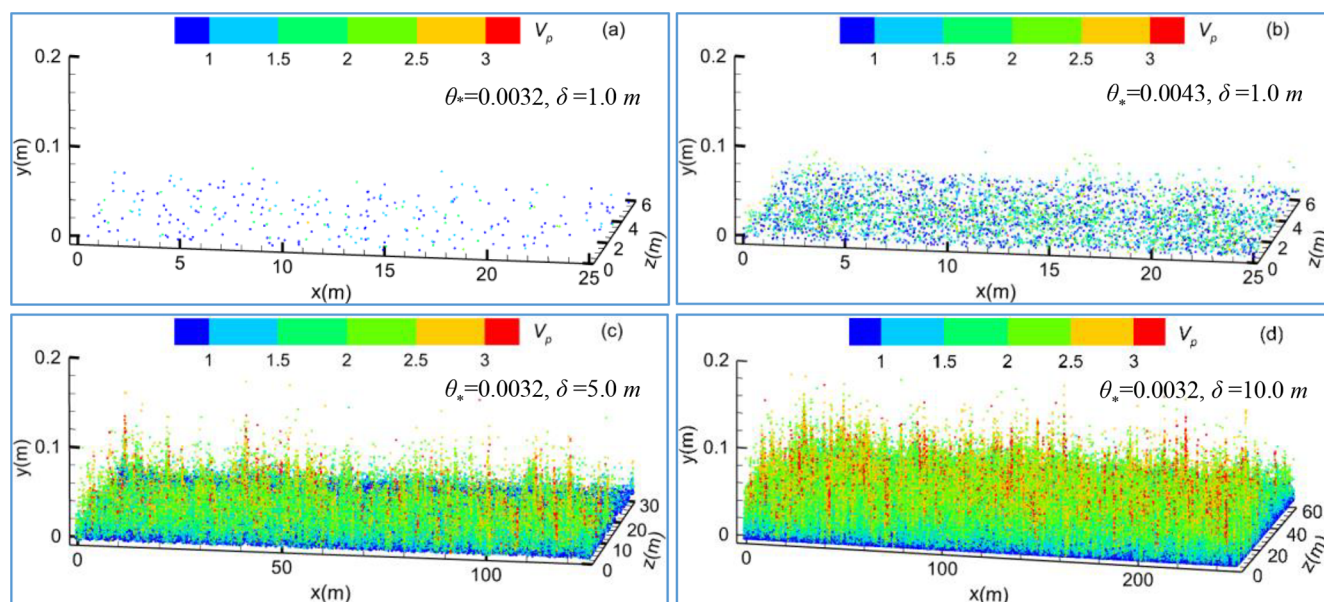 V_p (a)
1 1.5 2 2.5 3
θ*=0.0032, δ =1.0 m
0.2
0.1
0
y(m)
0 5 10 15 20 25
x(m)
0 2 4 6
z(m)
V_p (b)
1 1.5 2 2.5 3
θ*=0.0043, δ =1.0 m
0.2
0.1
0
y(m)
0 5 10 15 20 25
x(m)
0 2 4 6
z(m)
V_p (c)
1 1.5 2 2.5 3
θ*=0.0032, δ =5.0 m
0.2
0.1
0
y(m)
0 50 100
x(m)
0 10 20 30
z(m)
V_p (d)
1 1.5 2 2.5 3
θ*=0.0032, δ =10.0 m
0.2
0.1
0
y(m)
0 100 200
x(m)
0 20 40 60
z(m)